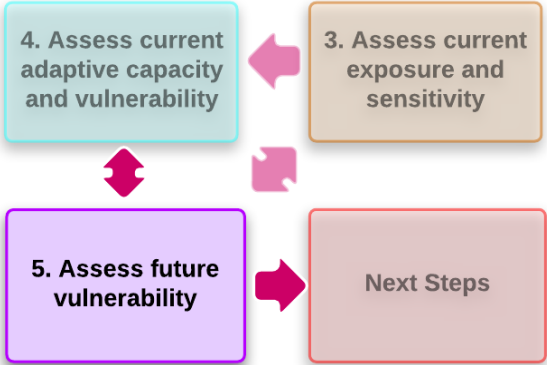 4. Assess current
adaptive capacity
and vulnerability
3. Assess current
exposure and
sensitivity
5. Assess future
vulnerability
Next Steps